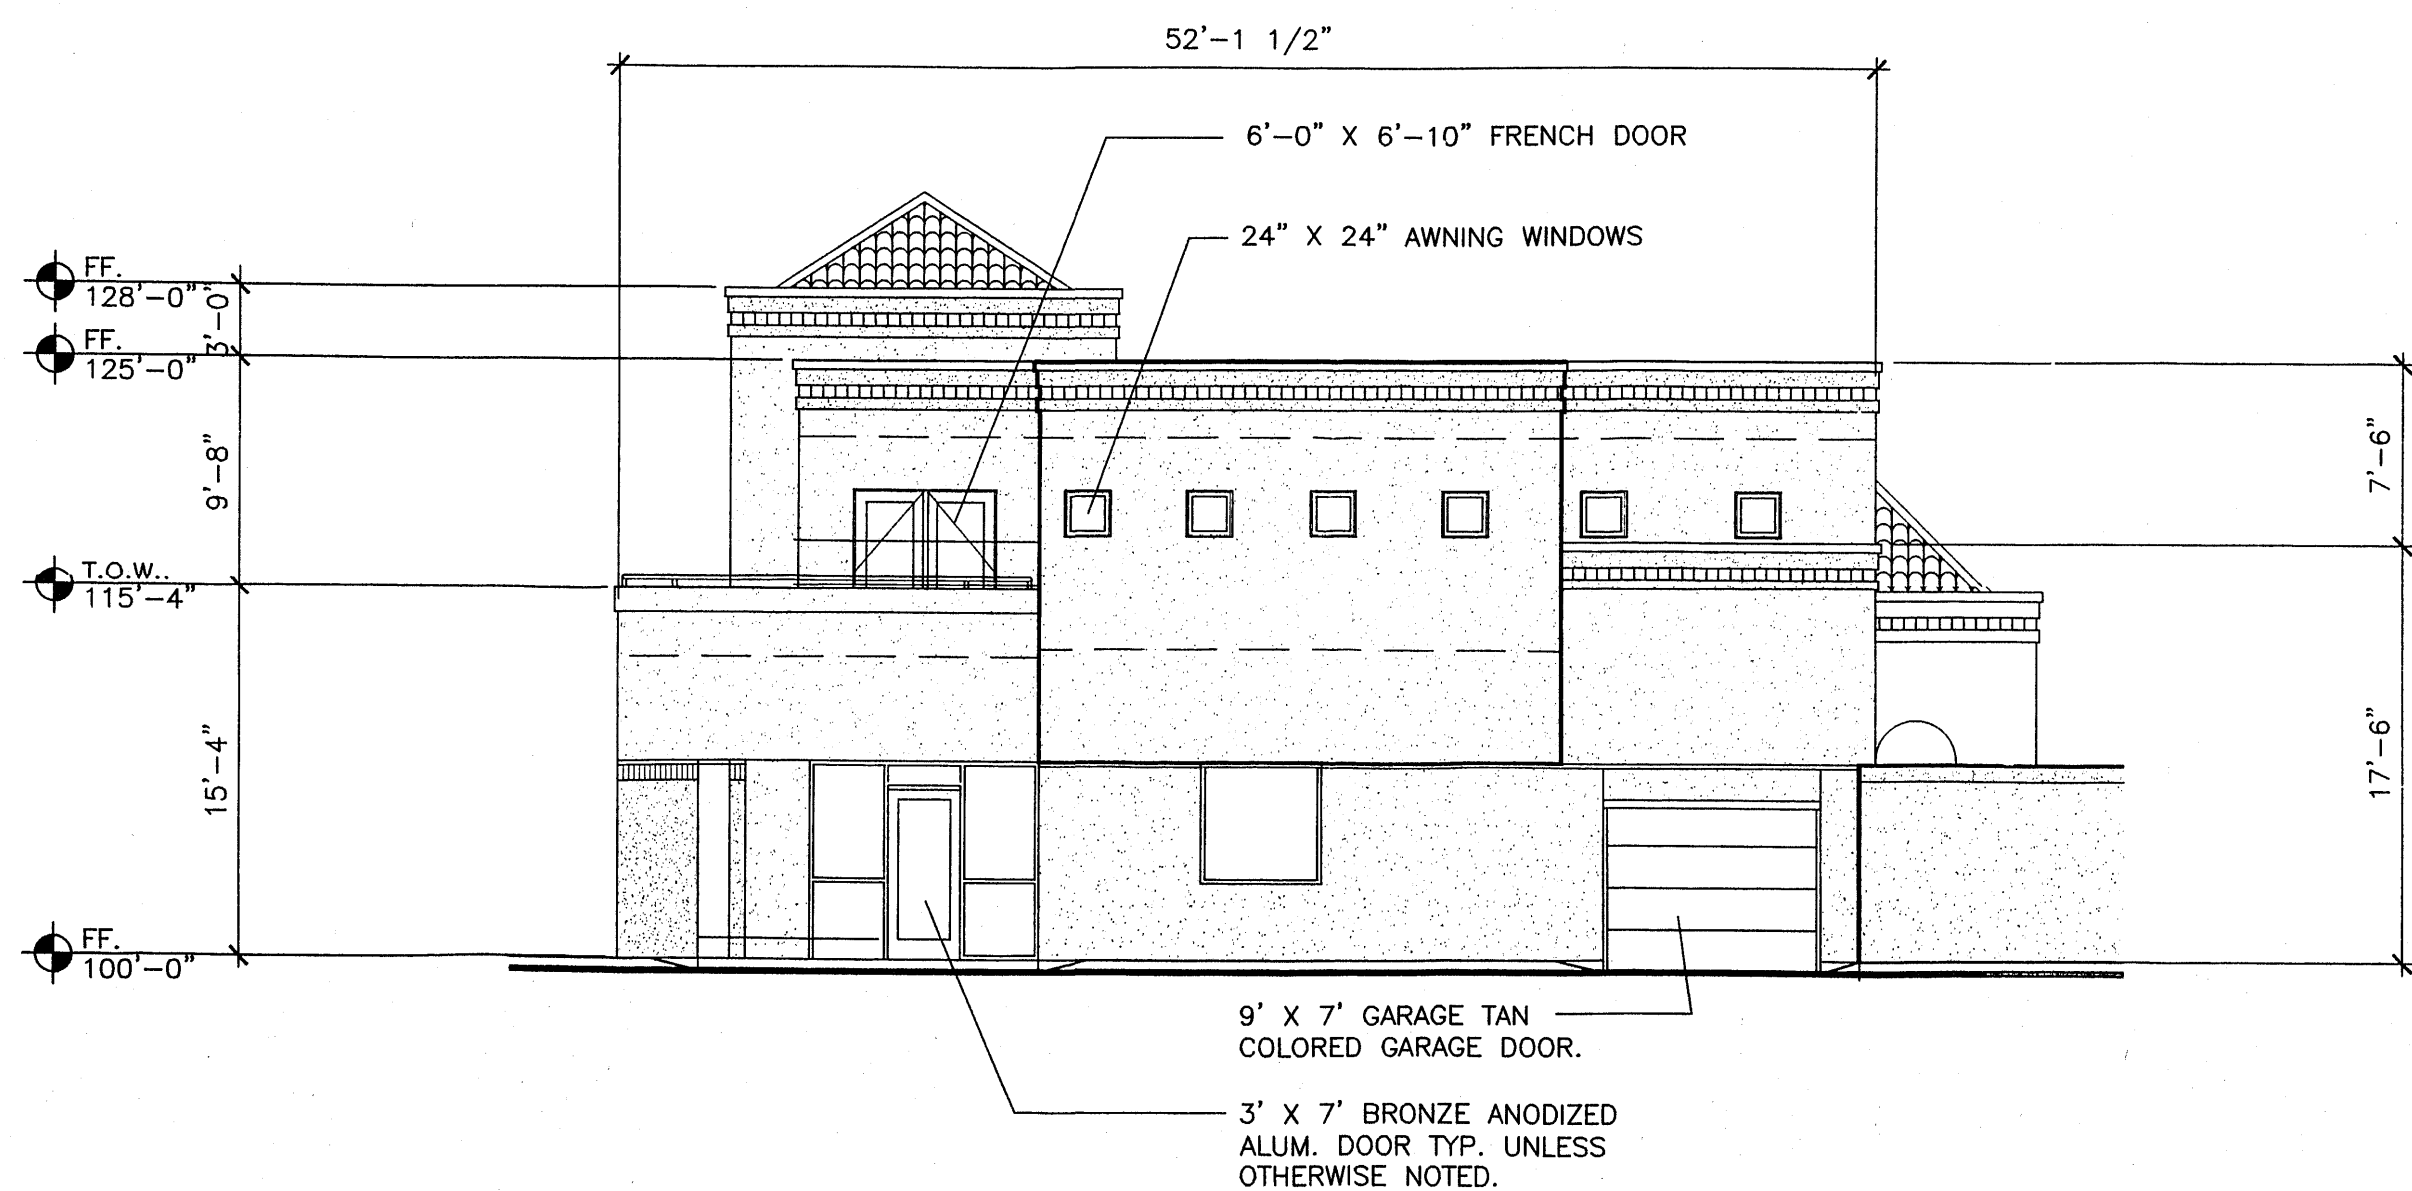 52'-1 1/2"
6'-0" X 6'-10" FRENCH DOOR
24" X 24" AWNING WINDOWS
FF.
128'-0"
3'-0"
FF.
125'-0"
9'-8"
7'-6"
T.O.W..
115'-4"
15'-4"
17'-6"
FF.
100'-0"
9' X 7' GARAGE TAN
COLORED GARAGE DOOR.
3' X 7' BRONZE ANODIZED
ALUM. DOOR TYP. UNLESS
OTHERWISE NOTED.